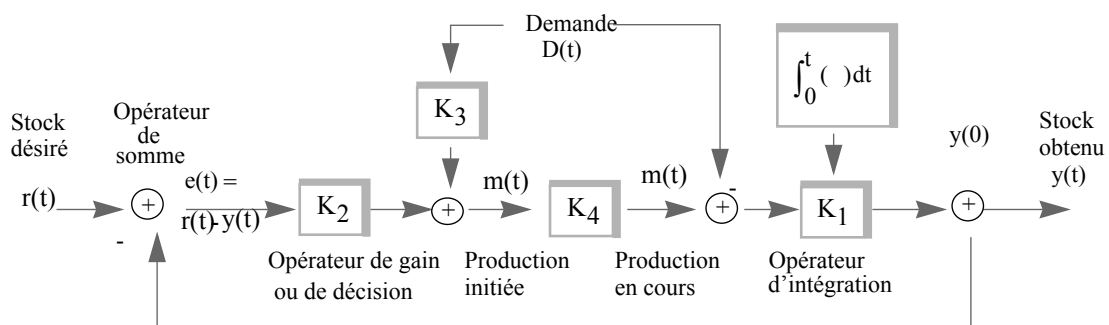 Demande
D(t)
∫₀ᵗ ( )dt
K₃
Stock
désiré
r(t)
Opérateur
de
somme
+
-
e(t) =
r(t)-y(t)
K₂
Opérateur de gain
ou de décision
+
m(t)
Production
initiée
K₄
m(t)
Production
en cours
-
+
K₁
Opérateur
d’intégration
y(0)
+
Stock
obtenu
y(t)